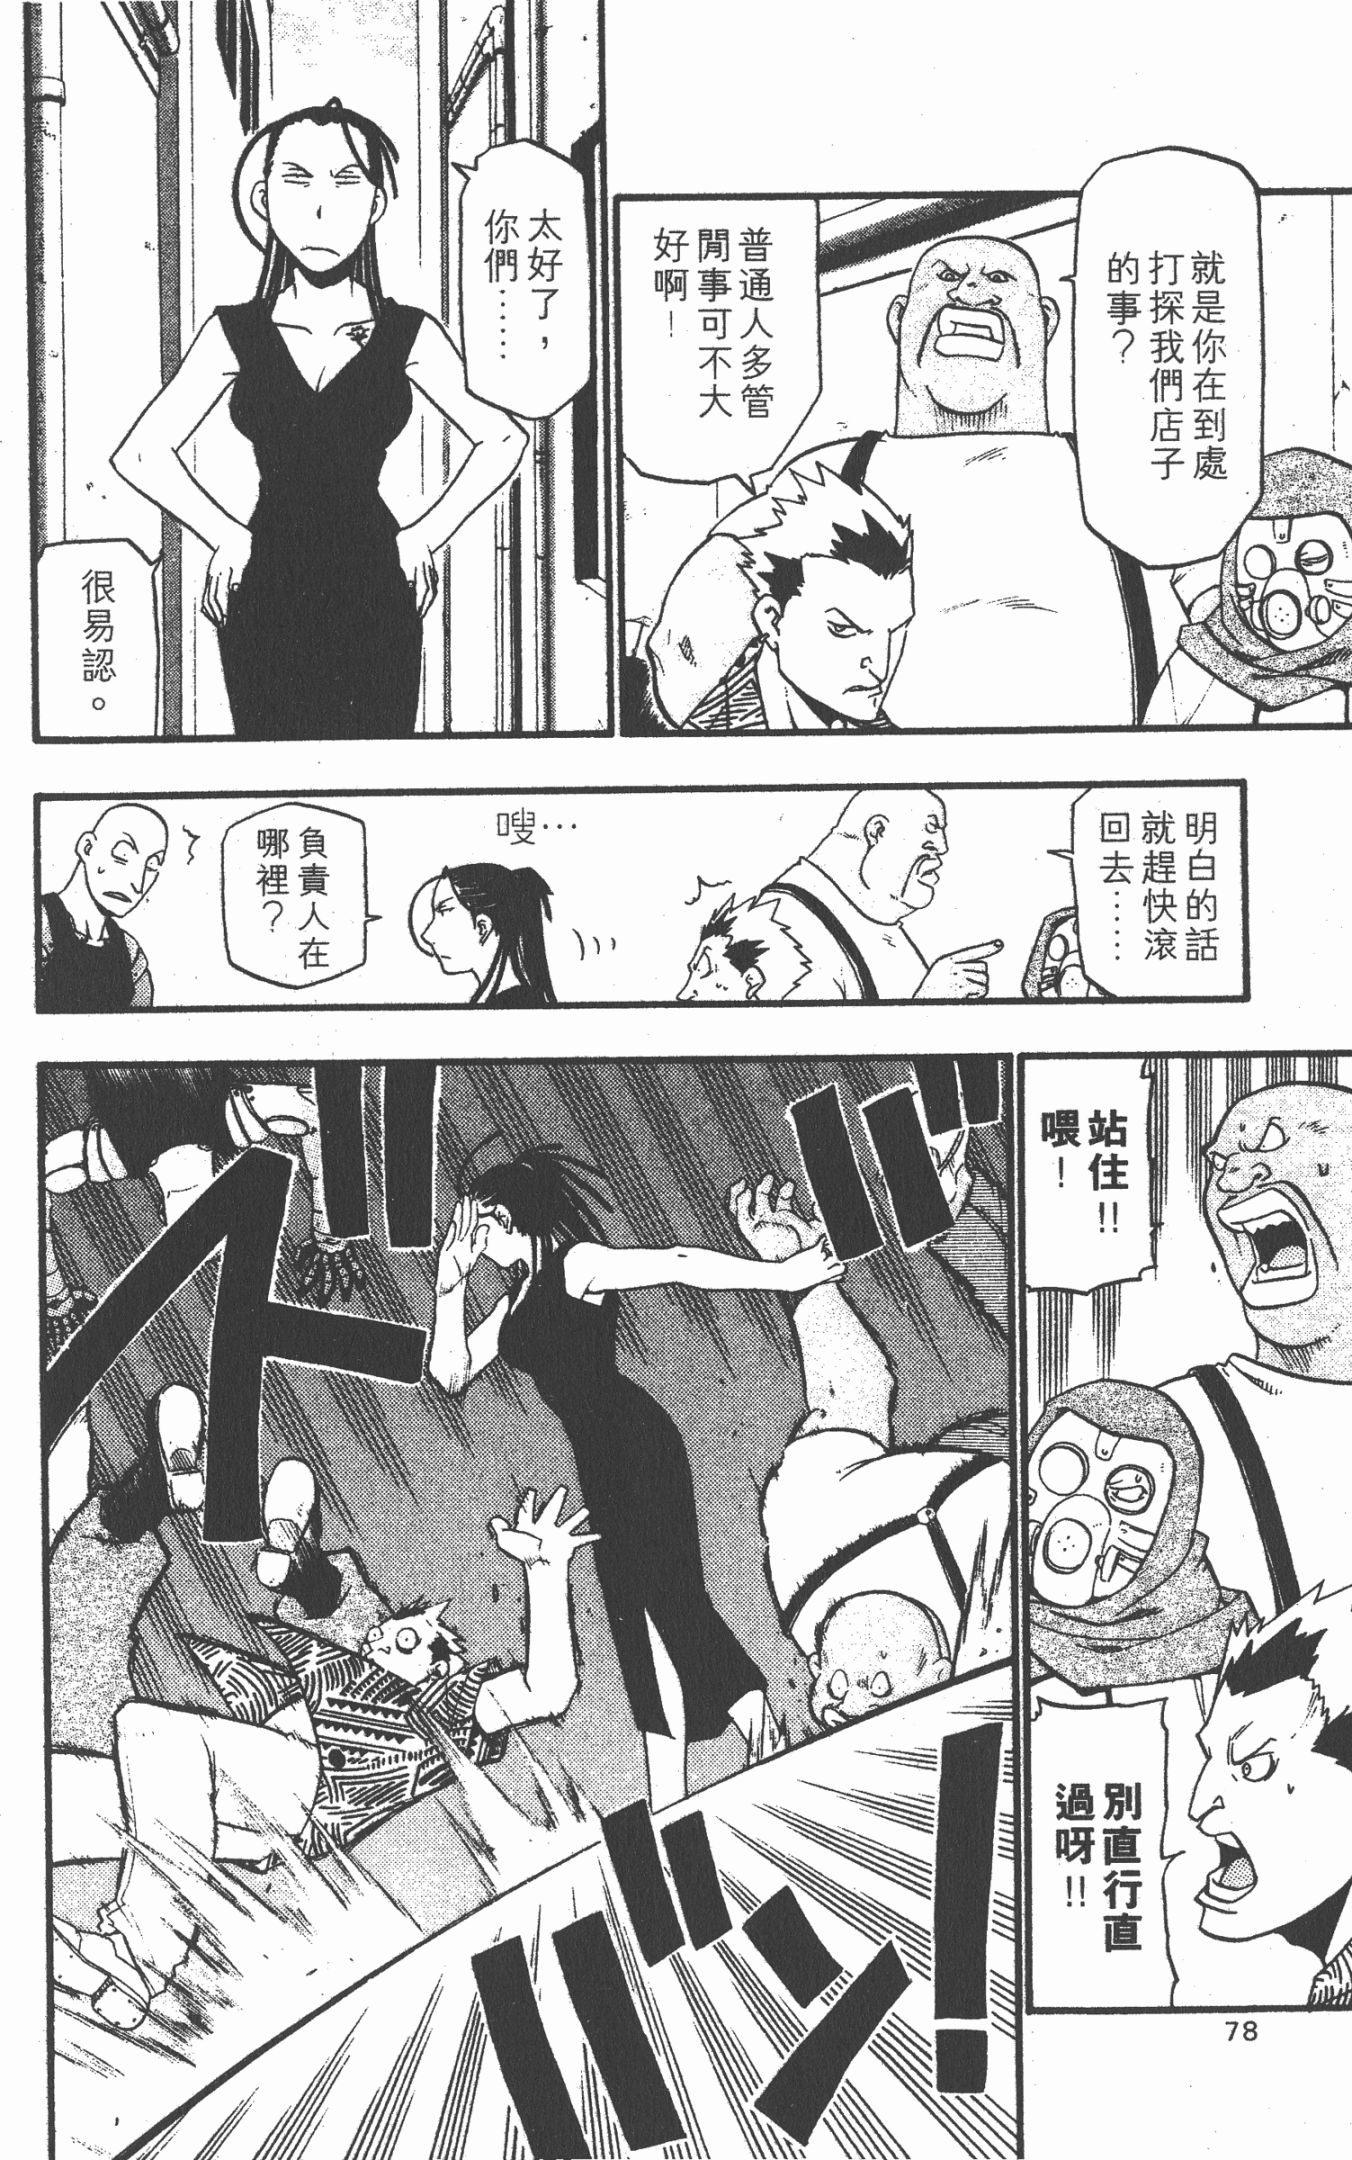 就是你在到處
打探我們店子
的事?
普通人多管
閒事可不大
好啊!
太好了,
你們……
很易認。
明白的話
就趕快滾
回去……
嗖…
負責人在
哪裡?
站住!!
喂!
別直行直
過呀!!
78